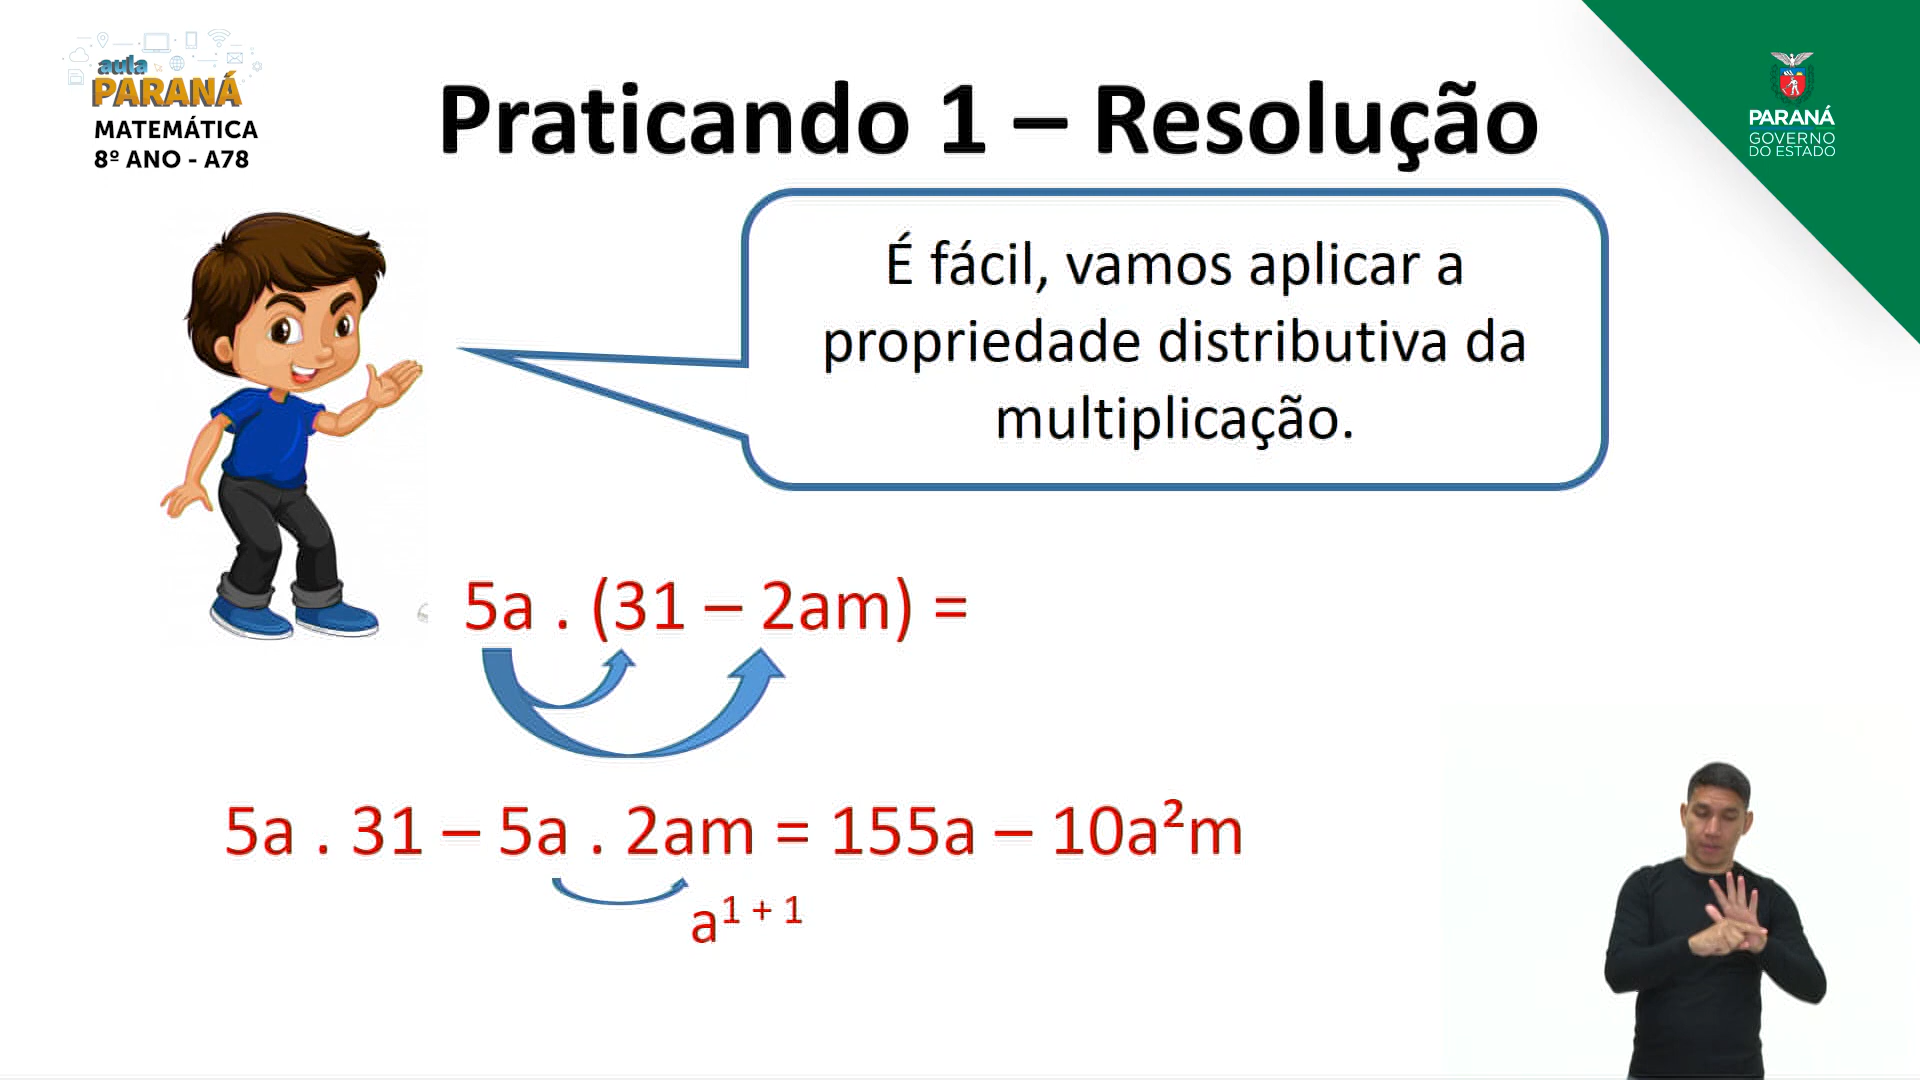 aula
PARANÁ
MATEMÁTICA
8º ANO - A78
Praticando 1 – Resolução
PARANÁ
GOVERNO
DO ESTADO
É fácil, vamos aplicar a
propriedade distributiva da
multiplicação.
5a . (31 – 2am) =
5a . 31 – 5a . 2am = 155a – 10a²m
a¹ ⁺ ¹